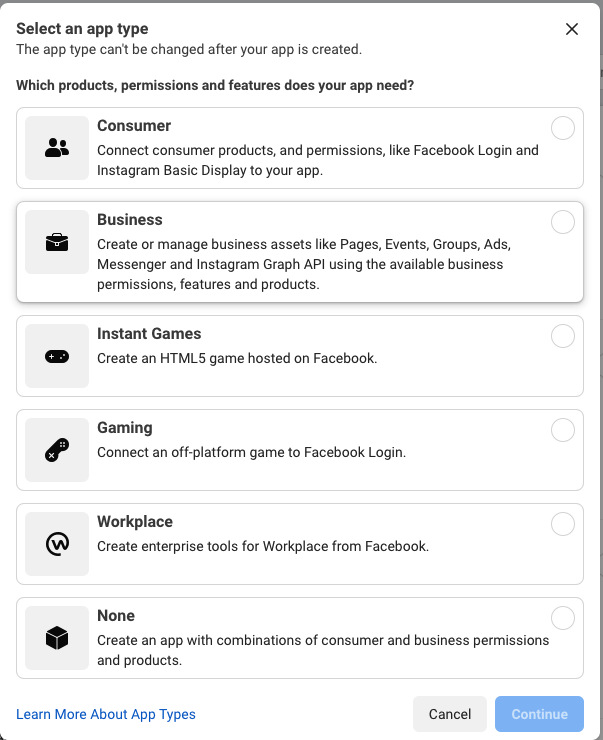 Select an app type
The app type can't be changed after your app is created.
Which products, permissions and features does your app need?
Consumer
Connect consumer products, and permissions, like Facebook Login and
Instagram Basic Display to your app.
Business
Create or manage business assets like Pages, Events, Groups, Ads,
Messenger and Instagram Graph API using the available business
permissions, features and products.
Instant Games
Create an HTML5 game hosted on Facebook.
Gaming
Connect an off-platform game to Facebook Login.
Workplace
Create enterprise tools for Workplace from Facebook.
None
Create an app with combinations of consumer and business permissions
and products.
Learn More About App Types
Cancel
Continue